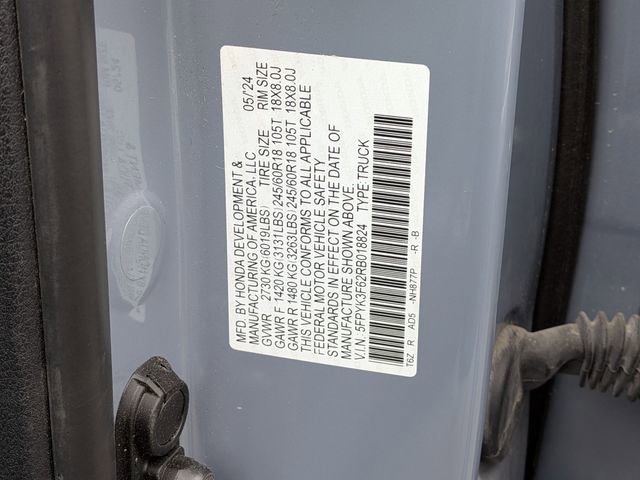 MFD. BY HONDA DEVELOPMENT & 05/'24
MANUFACTURING OF AMERICA, LLC
GVWR 2730 KG(6019LBS) TIRE SIZE RIM SIZE
GAWR F 1420 KG(3131LBS) 245/60R18 105T 18X8.0J
GAWR R 1480 KG(3263LBS) 245/60R18 105T 18X8.0J
THIS VEHICLE CONFORMS TO ALL APPLICABLE
FEDERAL MOTOR VEHICLE SAFETY
STANDARDS IN EFFECT ON THE DATE OF
MANUFACTURE SHOWN ABOVE.
V.I.N. 5FPYK3F62RB018824 TYPE:TRUCK
T6Z R AD5 -NH877P -R -B